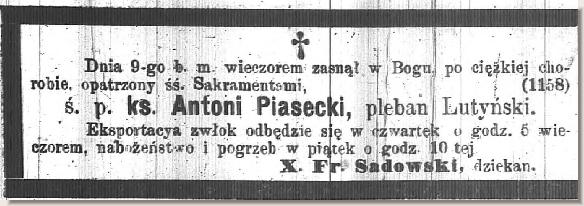 Dnia 9-go b. m. wieczorem zasnął w Bogu, po ciężkiej cho-
robie, opatrzony śś. Sakramentami, (1158)
ś. p. ks. Antoni Piasecki, pleban Lutyński.
Eksportacya zwłok odbędzie się w czwartek o godz. 5 wie-
czorem, nabożeństwo i pogrzeb w piątek o godz. 10 tej
X. Fr. Sadowski, dziekan.